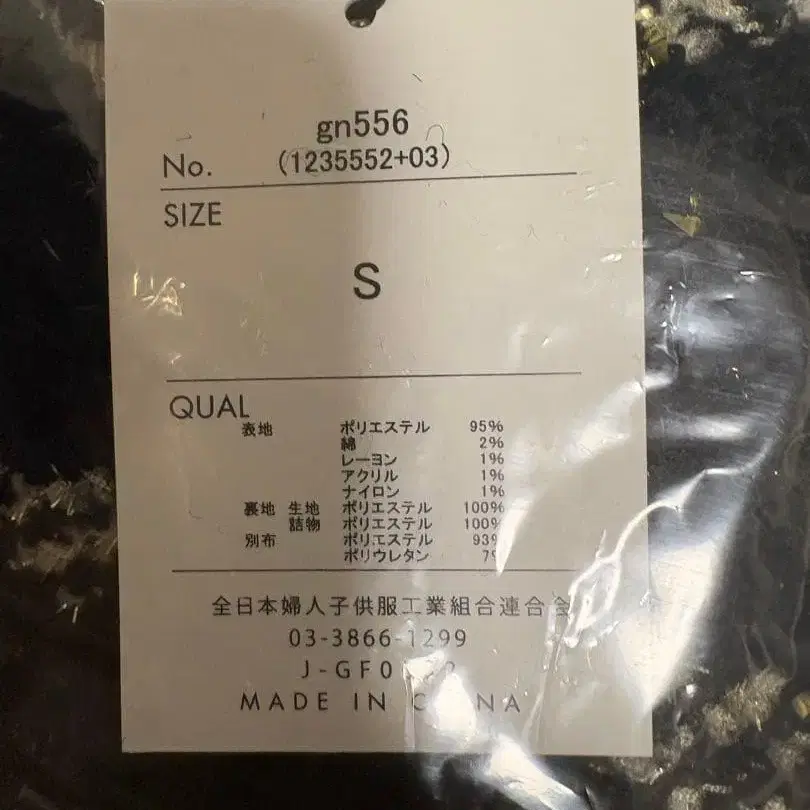 gn556
No. (1235552+03)
SIZE
S
QUAL
表地 ポリエステル 95%
綿 2%
レーヨン 1%
アクリル 1%
ナイロン 1%
裏地 生地 ポリエステル 100%
詰物 ポリエステル 100%
別布 ポリエステル 93%
ポリウレタン 7%
全日本婦人子供服工業組合連合会
03-3866-1299
MADE IN